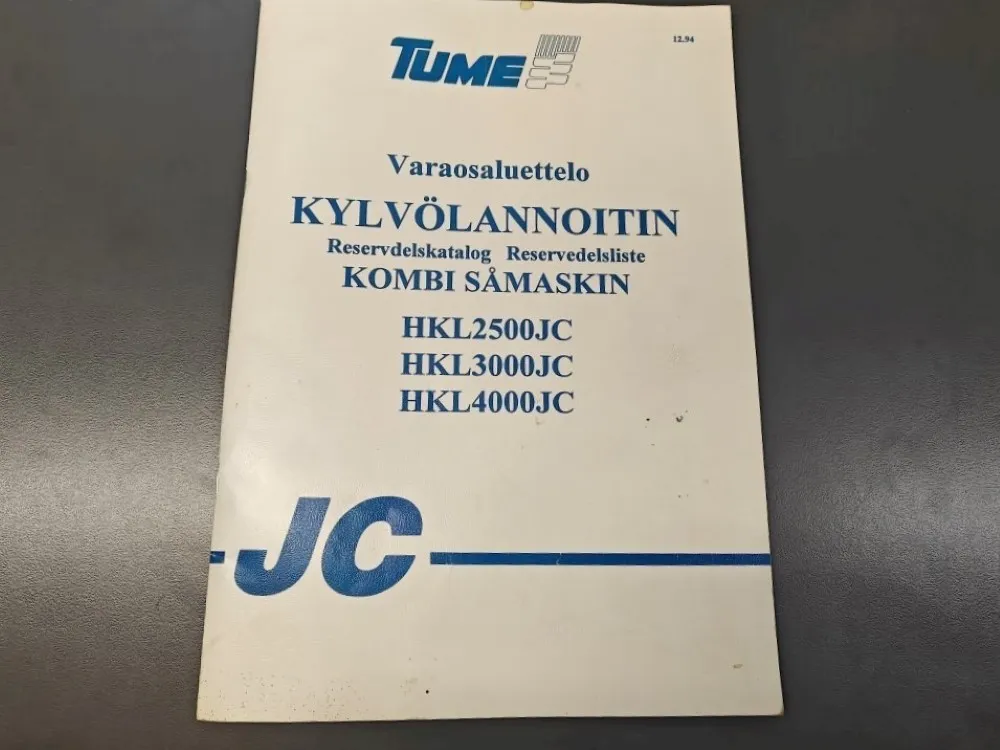 TUME
12.94
Varaosaluettelo
KYLVÖLANNOITIN
Reservdelskatalog Reservedelsliste
KOMBI SÅMASKIN
HKL2500JC
HKL3000JC
HKL4000JC
JC